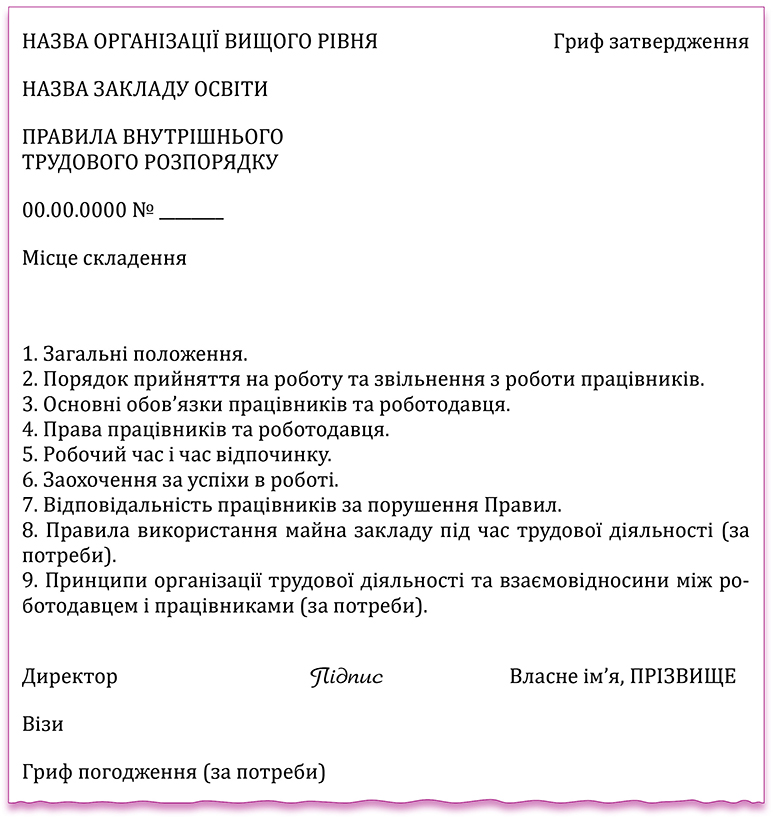 НАЗВА ОРГАНІЗАЦІЇ ВИЩОГО РІВНЯ Гриф затвердження
НАЗВА ЗАКЛАДУ ОСВІТИ
ПРАВИЛА ВНУТРІШНЬОГО
ТРУДОВОГО РОЗПОРЯДКУ
00.00.0000 № ________
Місце складення
1. Загальні положення.
2. Порядок прийняття на роботу та звільнення з роботи працівників.
3. Основні обов’язки працівників та роботодавця.
4. Права працівників та роботодавця.
5. Робочий час і час відпочинку.
6. Заохочення за успіхи в роботі.
7. Відповідальність працівників за порушення Правил.
8. Правила використання майна закладу під час трудової діяльності (за
потреби).
9. Принципи організації трудової діяльності та взаємовідносини між ро-
ботодавцем і працівниками (за потреби).
Директор Підпис Власне ім’я, ПРІЗВИЩЕ
Візи
Гриф погодження (за потреби)